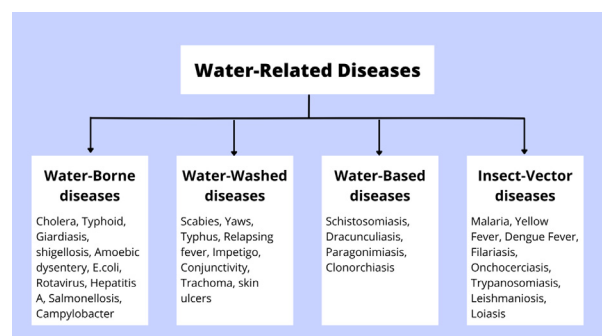 Water-Related Diseases
Water-Borne
diseases
Cholera, Typhoid,
Giardiasis,
shigellosis, Amoebic
dysentery, E.coli,
Rotavirus, Hepatitis
A, Salmonellosis,
Campylobacter
Water-Washed
diseases
Scabies, Yaws,
Typhus, Relapsing
fever, Impetigo,
Conjunctivity,
Trachoma, skin
ulcers
Water-Based
diseases
Schistosomiasis,
Dracunculiasis,
Paragonimiasis,
Clonorchiasis
Insect-Vector
diseases
Malaria, Yellow
Fever, Dengue Fever,
Filariasis,
Onchocerciasis,
Trypanosomiasis,
Leishmaniosis,
Loiasis